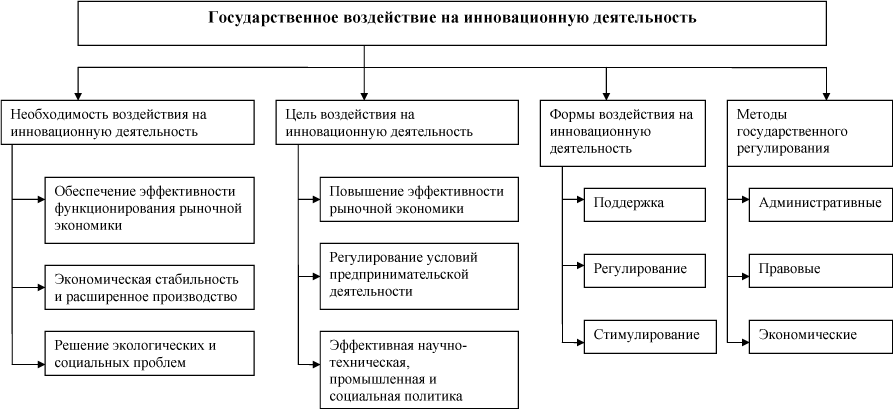 Государственное воздействие на инновационную деятельность
Необходимость воздействия на
инновационную деятельность
Обеспечение эффективности
функционирования рыночной
экономики
Экономическая стабильность
и расширенное производство
Решение экологических и
социальных проблем
Цель воздействия на
инновационную деятельность
Повышение эффективности
рыночной экономики
Регулирование условий
предпринимательской
деятельности
Эффективная научно-
техническая,
промышленная и
социальная политика
Формы воздействия на
инновационную
деятельность
Поддержка
Регулирование
Стимулирование
Методы
государственного
регулирования
Административные
Правовые
Экономические